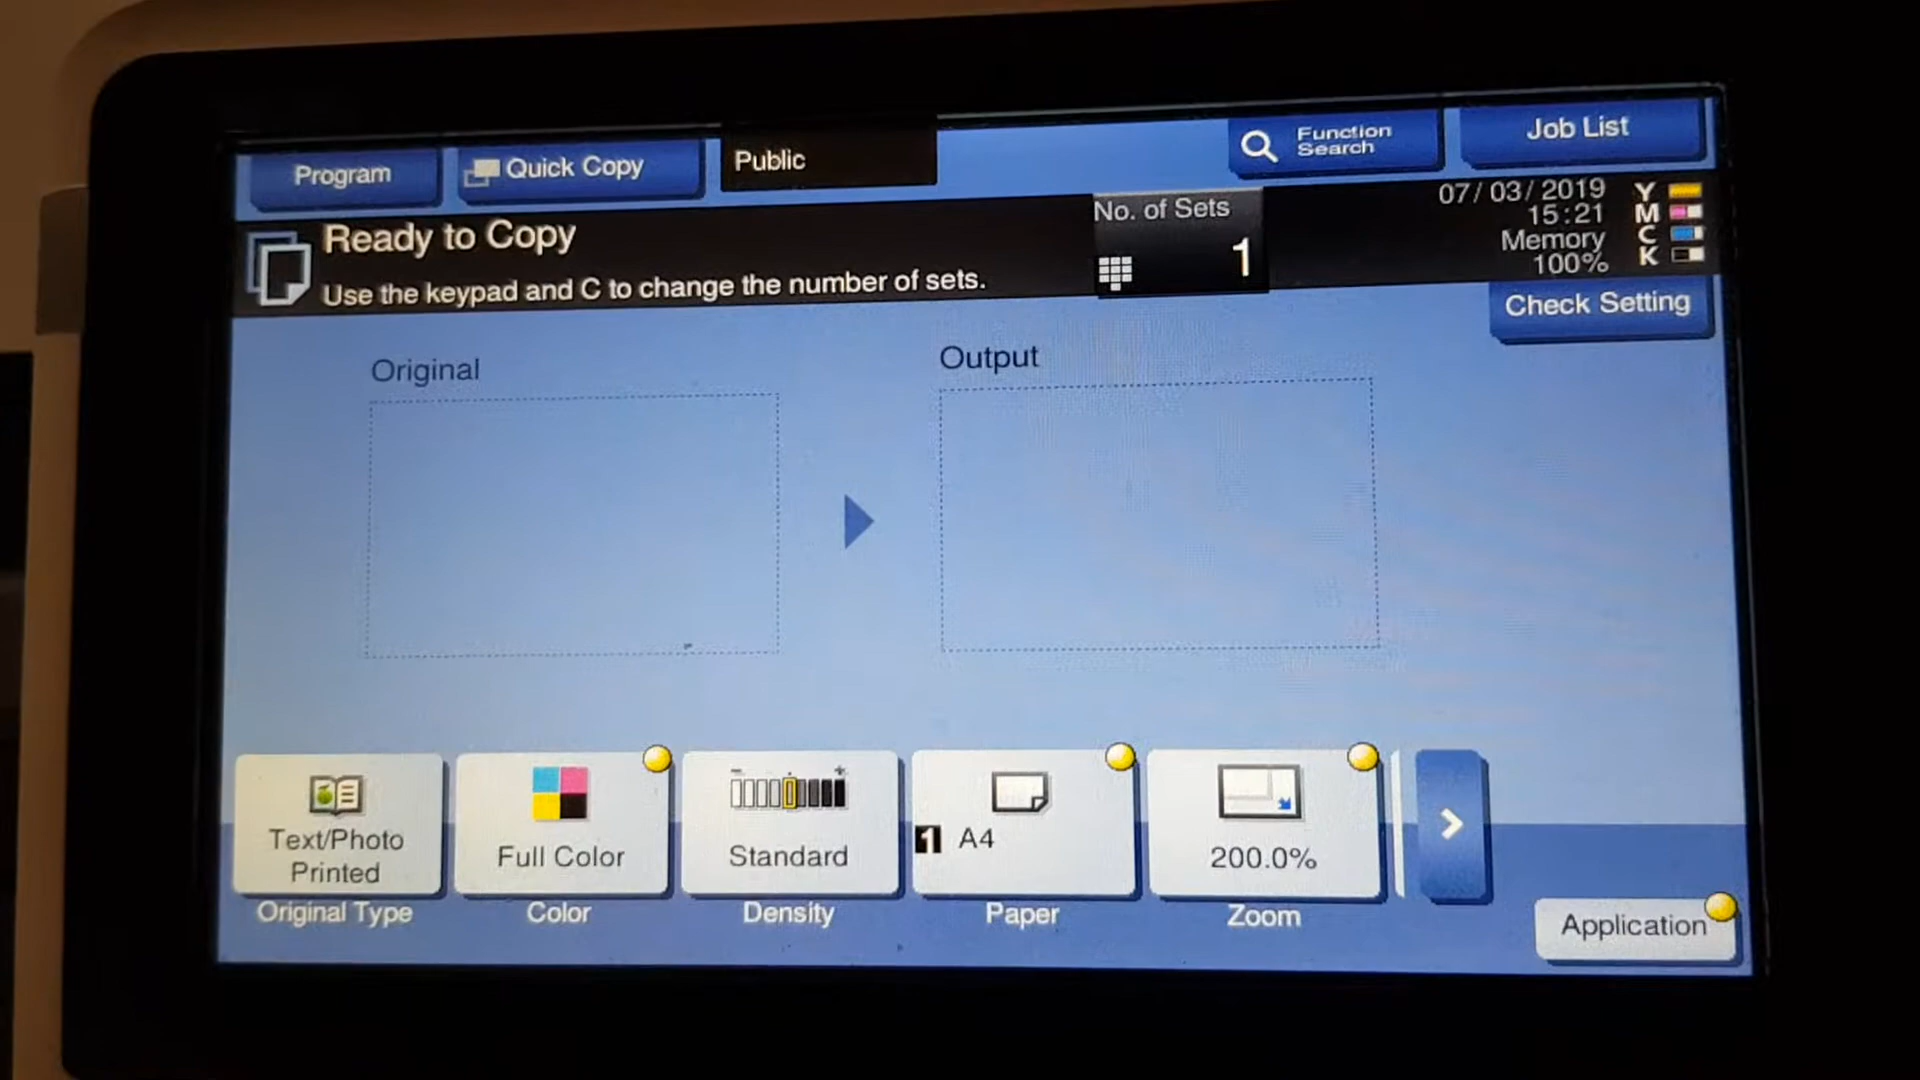 Program
Quick Copy
Public
Function
Search
Job List
Ready to Copy
Use the keypad and C to change the number of sets.
No. of Sets
1
07/03/2019
15:21
Memory
100%
Y
M
C
K
Check Setting
Original
Output
Text/Photo
Printed
Original Type
Full Color
Color
- +
Standard
Density
1 A4
Paper
200.0%
Zoom
Application